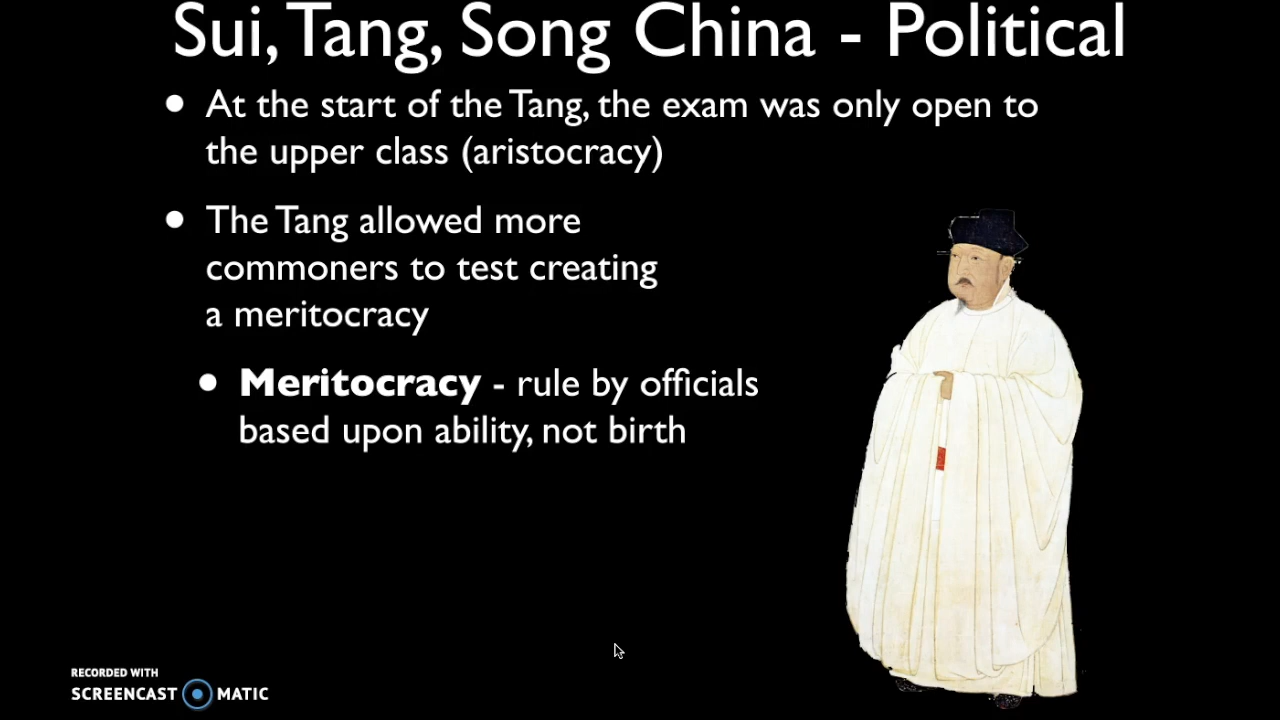 Sui, Tang, Song China - Political
• At the start of the Tang, the exam was only open to
the upper class (aristocracy)
• The Tang allowed more
commoners to test creating
a meritocracy
• Meritocracy - rule by officials
based upon ability, not birth
RECORDED WITH
SCREENCAST MATIC